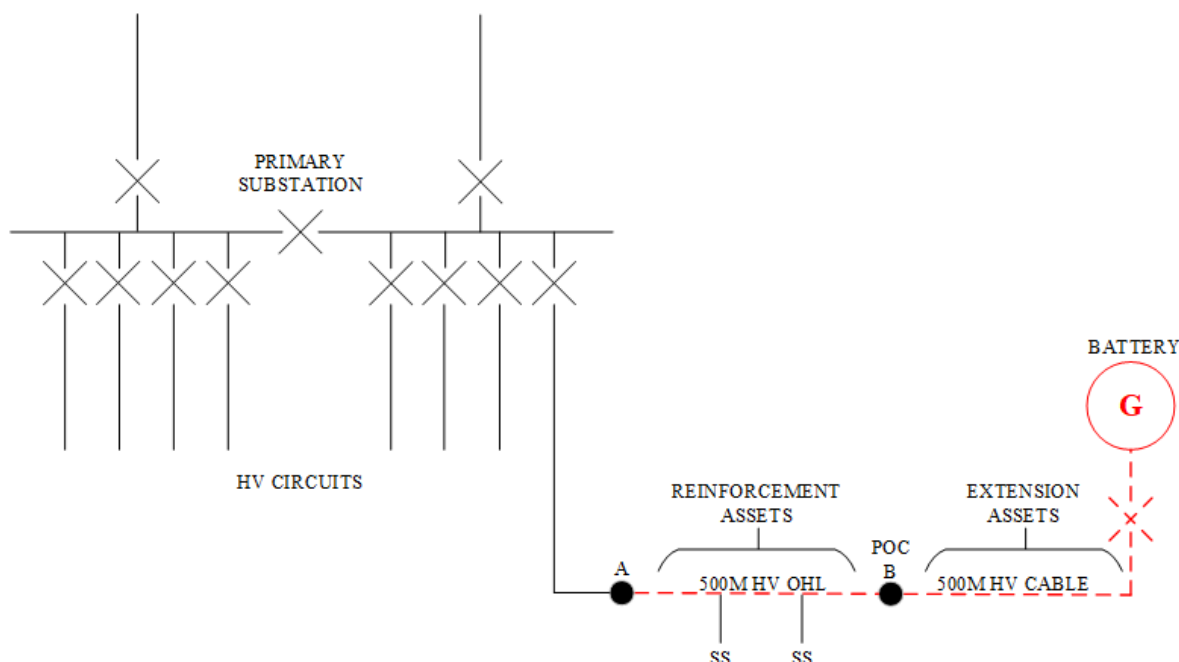 PRIMARY
SUBSTATION
BATTERY
G
HV CIRCUITS
REINFORCEMENT
ASSETS
EXTENSION
ASSETS
A
POC
B
500M HV OHL
500M HV CABLE
SS
SS